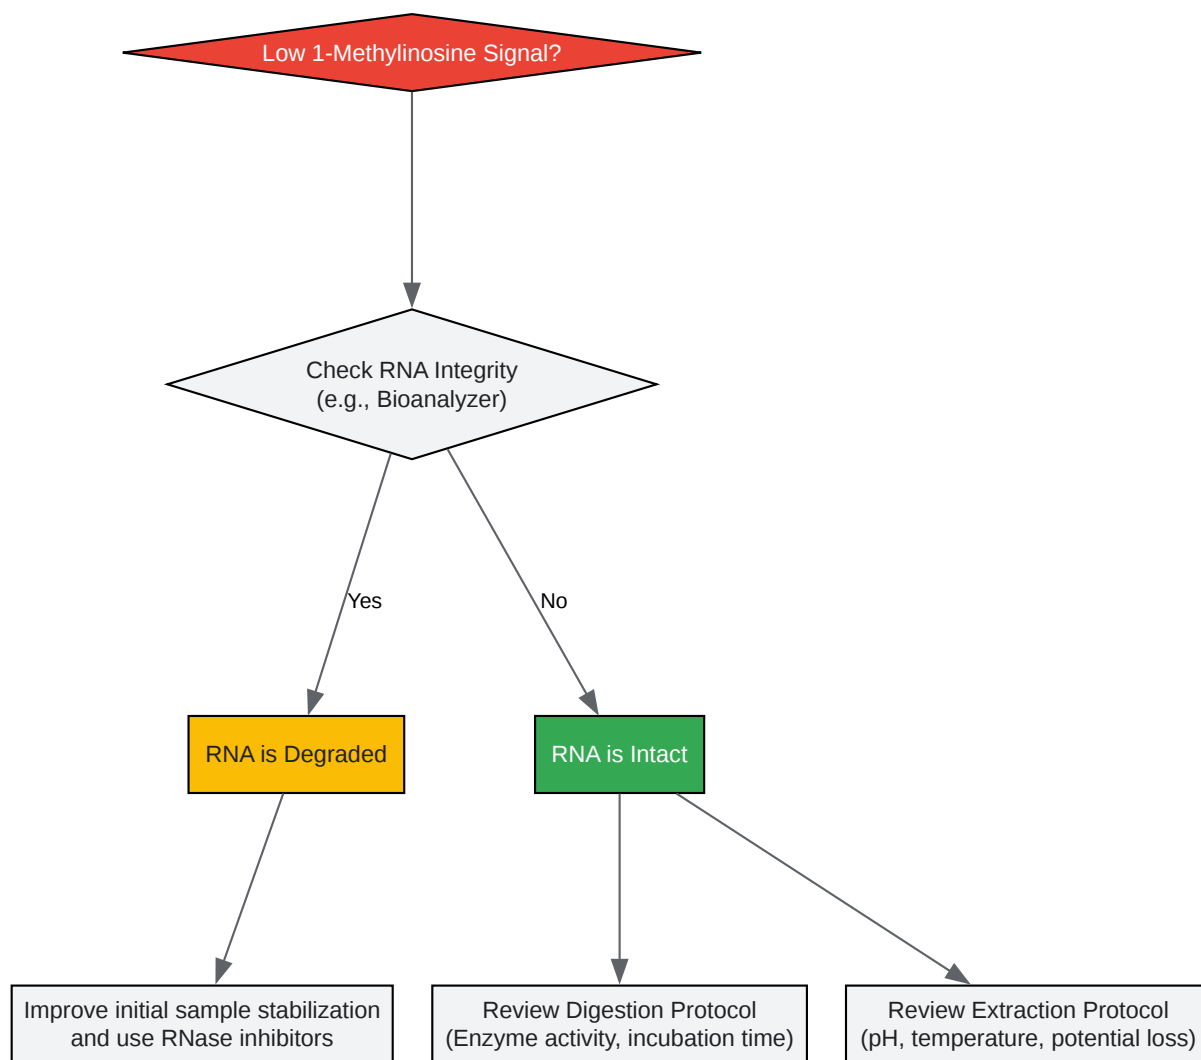 Low 1-Methylinosine Signal?
Check RNA Integrity
(e.g., Bioanalyzer)
Yes
No
RNA is Degraded
RNA is Intact
Improve initial sample stabilization
and use RNase inhibitors
Review Digestion Protocol
(Enzyme activity, incubation time)
Review Extraction Protocol
(pH, temperature, potential loss)